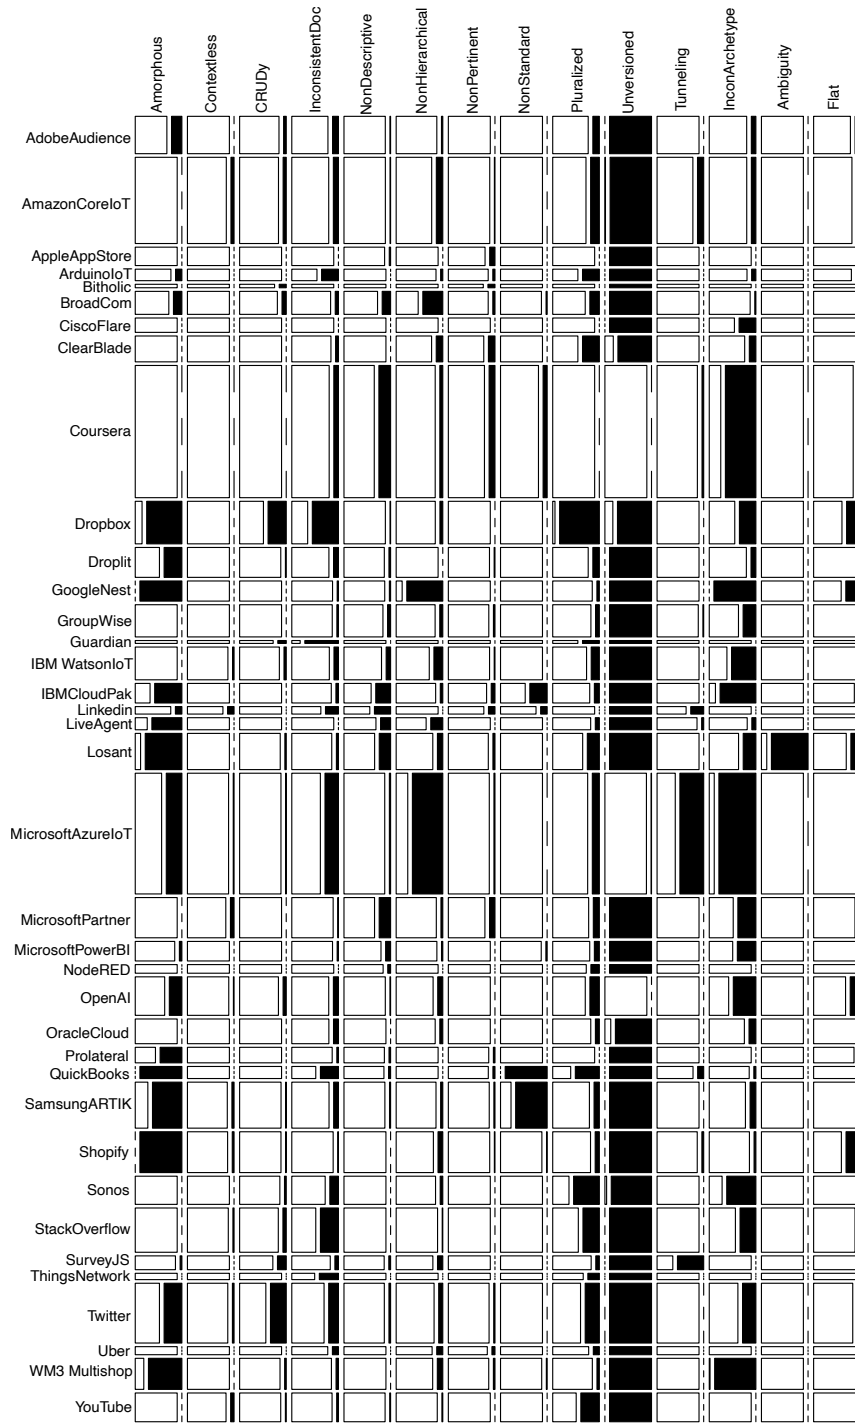 Amorphous
Contextless
CRUDy
InconsistentDoc
NonDescriptive
NonHierarchical
NonPertinent
NonStandard
Pluralized
Unversioned
Tunneling
InconArchetype
Ambiguity
Flat
AdobeAudience
AmazonCoreIoT
AppleAppStore
ArduinoIoT
Bitholic
BroadCom
CiscoFlare
ClearBlade
Coursera
Dropbox
Droplit
GoogleNest
GroupWise
Guardian
IBM WatsonIoT
IBMCloudPak
Linkedin
LiveAgent
Losant
MicrosoftAzureIoT
MicrosoftPartner
MicrosoftPowerBI
NodeRED
OpenAI
OracleCloud
Prolateral
QuickBooks
SamsungARTIK
Shopify
Sonos
StackOverflow
SurveyJS
ThingsNetwork
Twitter
Uber
WM3 Multishop
YouTube